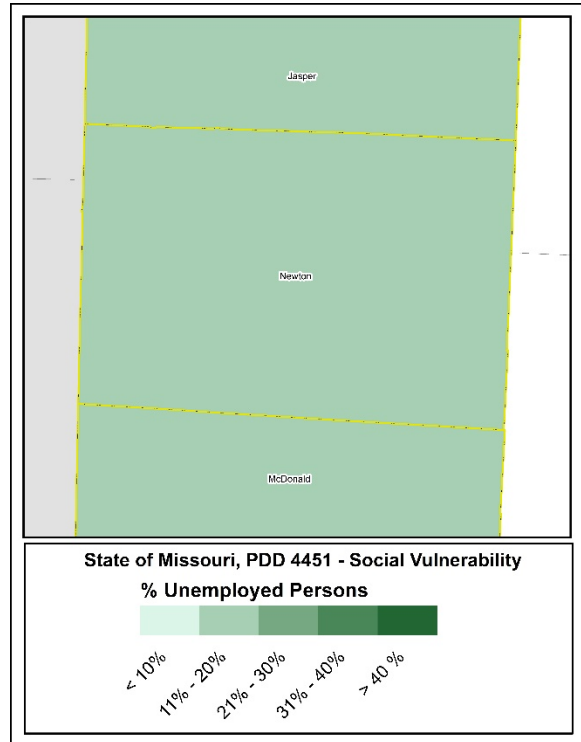 Jasper
Newton
McDonald
State of Missouri, PDD 4451 - Social Vulnerability
% Unemployed Persons
< 10%
11% - 20%
21% - 30%
31% - 40%
> 40 %